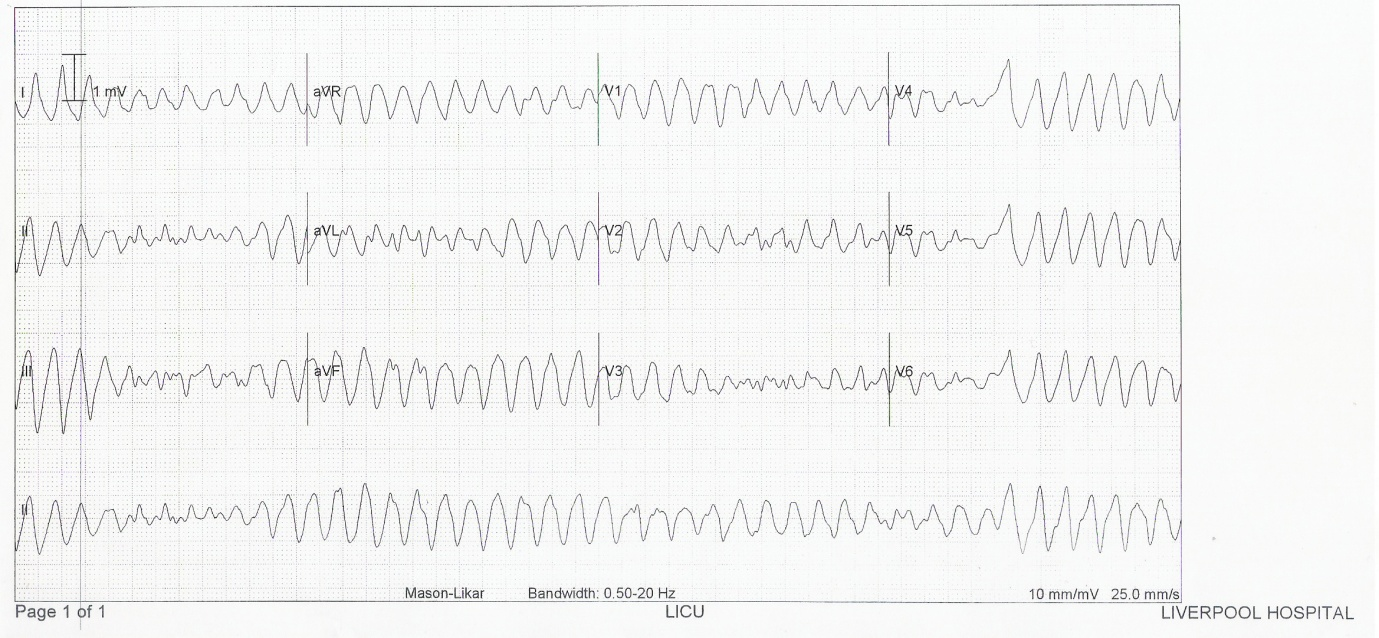 I 1 mV aVR V1 V4
II aVL V2 V5
III aVF V3 V6
II
Mason-Likar Bandwidth: 0.50-20 Hz 10 mm/mV 25.0 mm/s
Page 1 of 1 LICU LIVERPOOL HOSPITAL